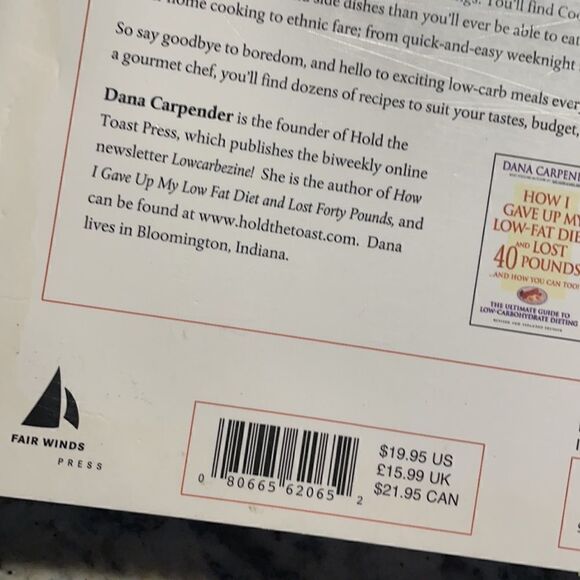 You'll find
side dishes than you'll ever be able to eat
home cooking to ethnic fare; from quick-and-easy weeknight
So say goodbye to boredom, and hello to exciting low-carb meals
a gourmet chef, you'll find dozens of recipes to suit your tastes, budget,
Dana Carpender is the founder of Hold the
Toast Press, which publishes the biweekly online
newsletter Lowcarbezine! She is the author of How
I Gave Up My Low Fat Diet and Lost Forty Pounds, and
can be found at www.holdthetoast.com. Dana
lives in Bloomington, Indiana.
DANA CARPEND
HOW I
GAVE UP MY
LOW-FAT DIE
AND LOST
40 POUNDS
..AND HOW YOU CAN TOO!
THE ULTIMATE GUIDE TO
LOW-CARBOHYDRATE DIETING
FAIR WINDS
PRESS
0 80665 62065 2
$19.95 US
£15.99 UK
$21.95 CAN